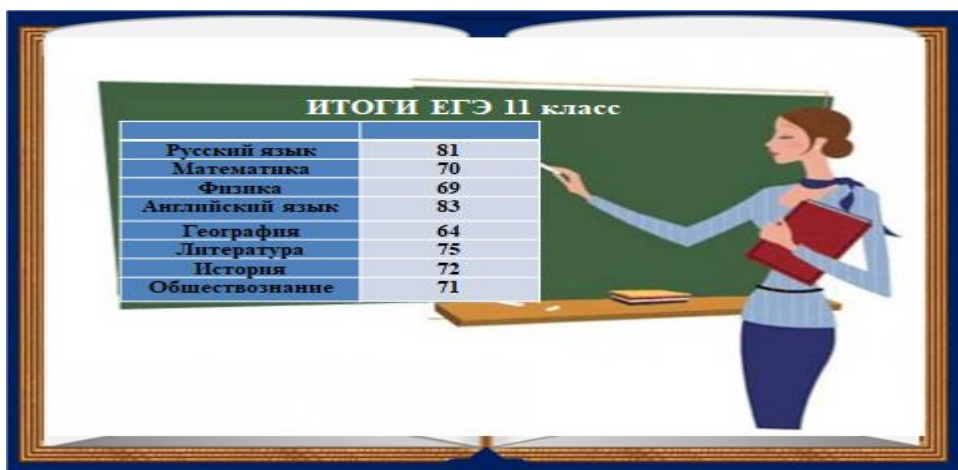 ИТОГИ ЕГЭ 11 класс
Русский язык 81
Математика 70
Физика 69
Английский язык 83
География 64
Литература 75
История 72
Обществознание 71